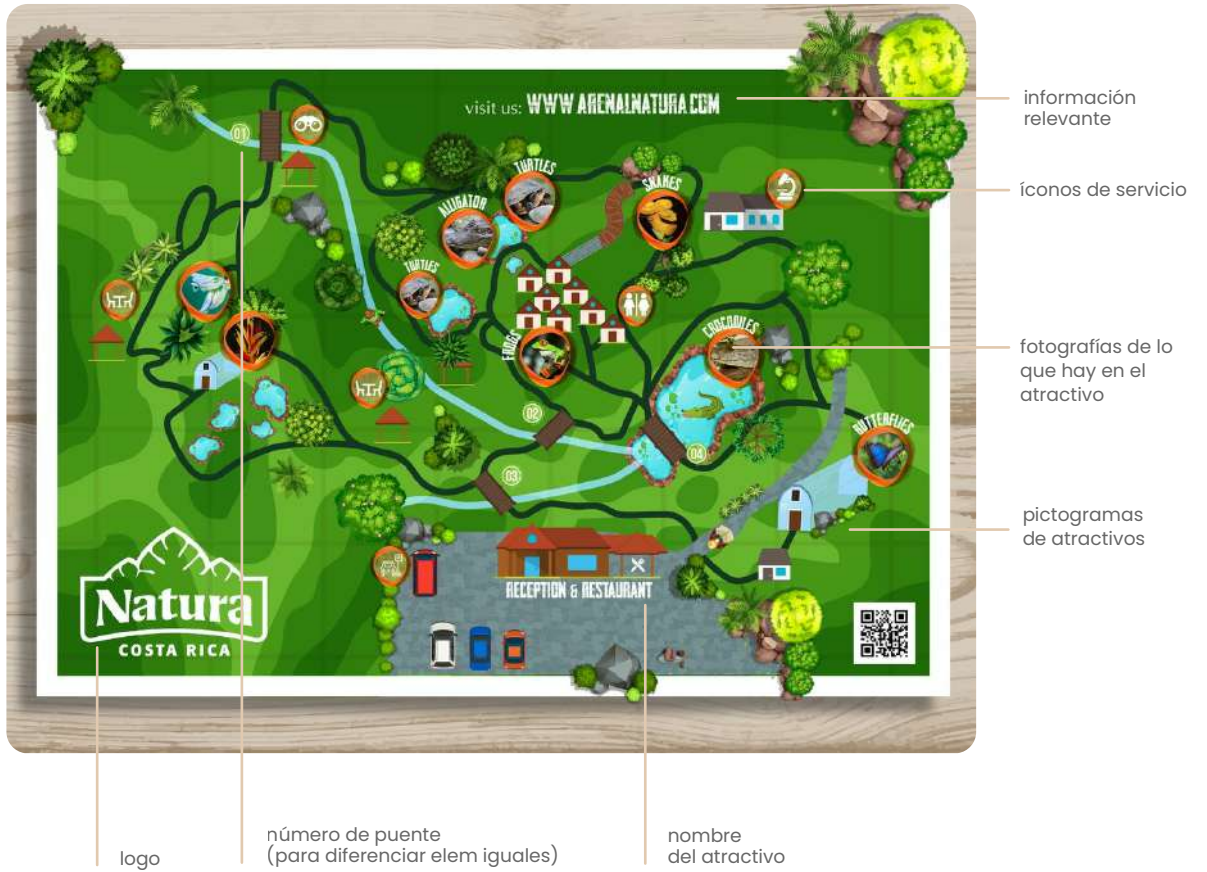 visit us: WWW ARENALNATURA.COM
información
relevante
01
TURTLES
SNAKES
íconos de servicio
ALLIGATOR
TURTLES
CROCODILES
FROGS
fotografías de lo
que hay en el
atractivo
02
BUTTERFLIES
04
03
pictogramas
de atractivos
RECEPTION & RESTAURANT
Natura
COSTA RICA
número de puente
(para diferenciar elem iguales)
nombre
del atractivo
logo